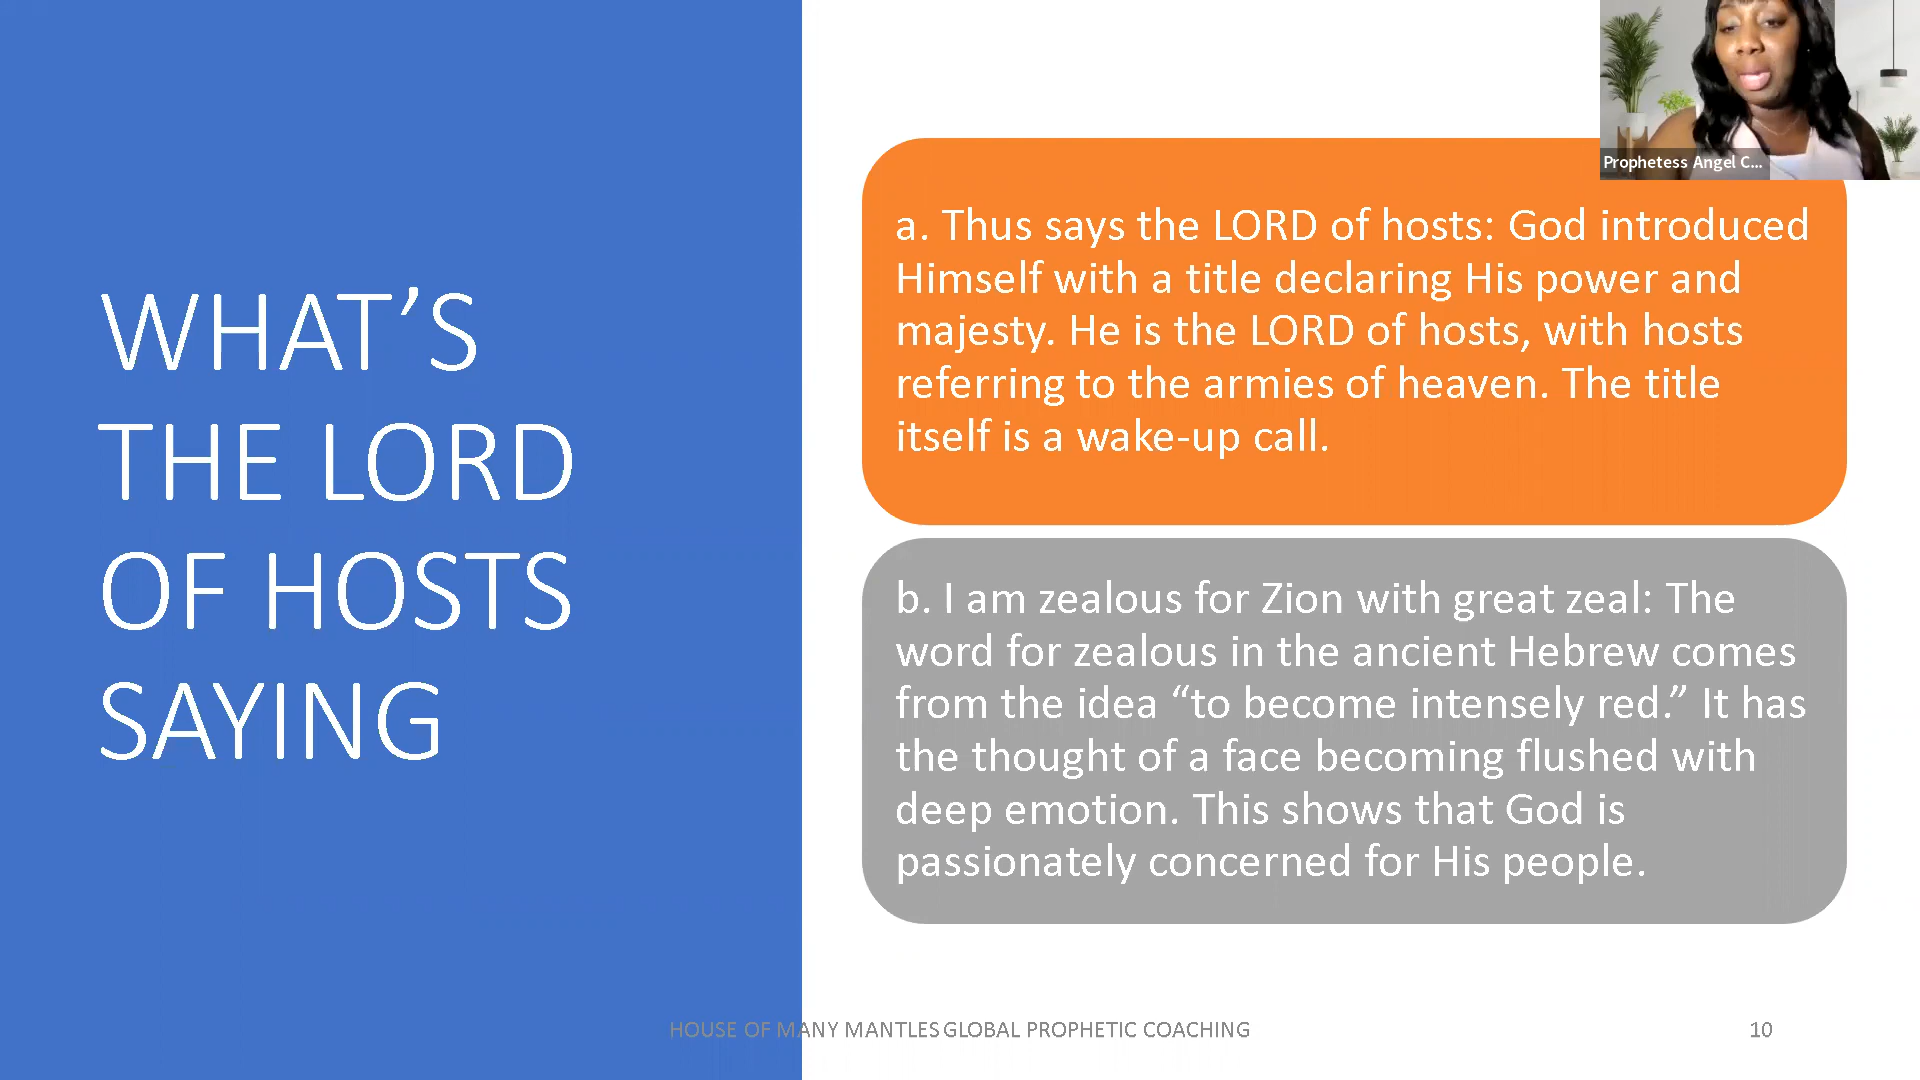 WHAT’S
THE LORD
OF HOSTS
SAYING
Prophetess Angel C...
a. Thus says the LORD of hosts: God introduced
Himself with a title declaring His power and
majesty. He is the LORD of hosts, with hosts
referring to the armies of heaven. The title
itself is a wake-up call.
b. I am zealous for Zion with great zeal: The
word for zealous in the ancient Hebrew comes
from the idea “to become intensely red.” It has
the thought of a face becoming flushed with
deep emotion. This shows that God is
passionately concerned for His people.
HOUSE OF MANY MANTLES GLOBAL PROPHETIC COACHING
10